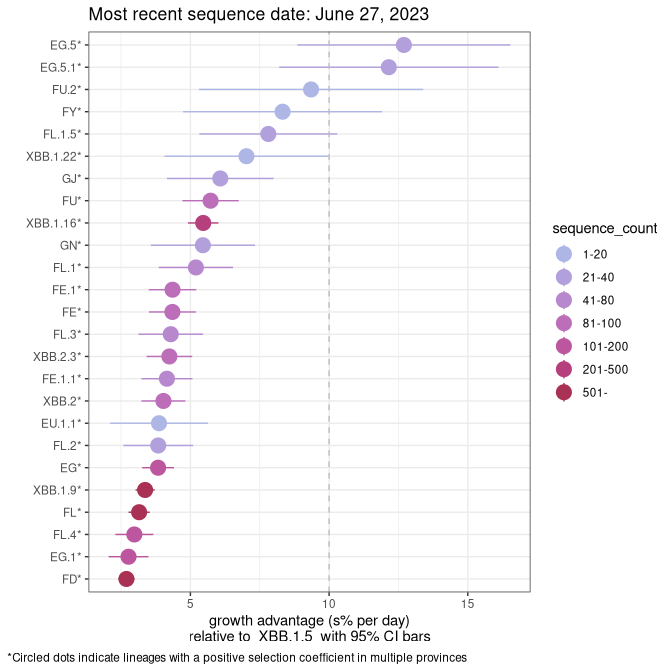 Most recent sequence date: June 27, 2023
EG.5*
EG.5.1*
FU.2*
FY*
FL.1.5*
XBB.1.22*
GJ*
FU*
XBB.1.16*
GN*
FL.1*
FE.1*
FE*
FL.3*
XBB.2.3*
FE.1.1*
XBB.2*
EU.1.1*
FL.2*
EG*
XBB.1.9*
FL*
FL.4*
EG.1*
FD*
5 10 15
growth advantage (s% per day)
relative to XBB.1.5 with 95% CI bars
sequence_count
1-20
21-40
41-80
81-100
101-200
201-500
501-
*Circled dots indicate lineages with a positive selection coefficient in multiple provinces